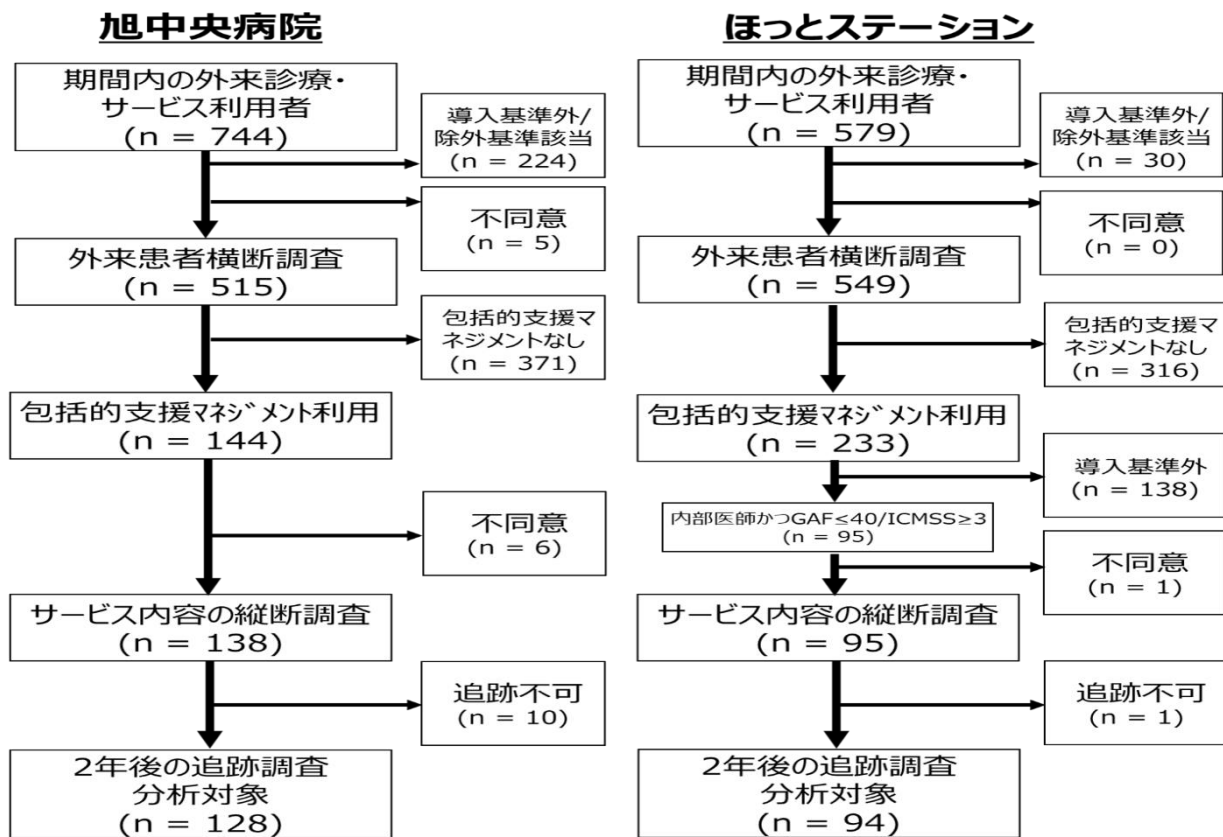 旭中央病院
期間内の外来診療・
サービス利用者
(n = 744)
導入基準外/
除外基準該当
(n = 224)
不同意
(n = 5)
外来患者横断調査
(n = 515)
包括的支援マ
ネジメントなし
(n = 371)
包括的支援マネジメント利用
(n = 144)
不同意
(n = 6)
サービス内容の縦断調査
(n = 138)
追跡不可
(n = 10)
2年後の追跡調査
分析対象
(n = 128)
ほっとステーション
期間内の外来診療・
サービス利用者
(n = 579)
導入基準外/
除外基準該当
(n = 30)
不同意
(n = 0)
外来患者横断調査
(n = 549)
包括的支援マ
ネジメントなし
(n = 316)
包括的支援マネジメント利用
(n = 233)
導入基準外
(n = 138)
内部医師かつGAF≤40/ICMSS≥3
(n = 95)
不同意
(n = 1)
サービス内容の縦断調査
(n = 95)
追跡不可
(n = 1)
2年後の追跡調査
分析対象
(n = 94)